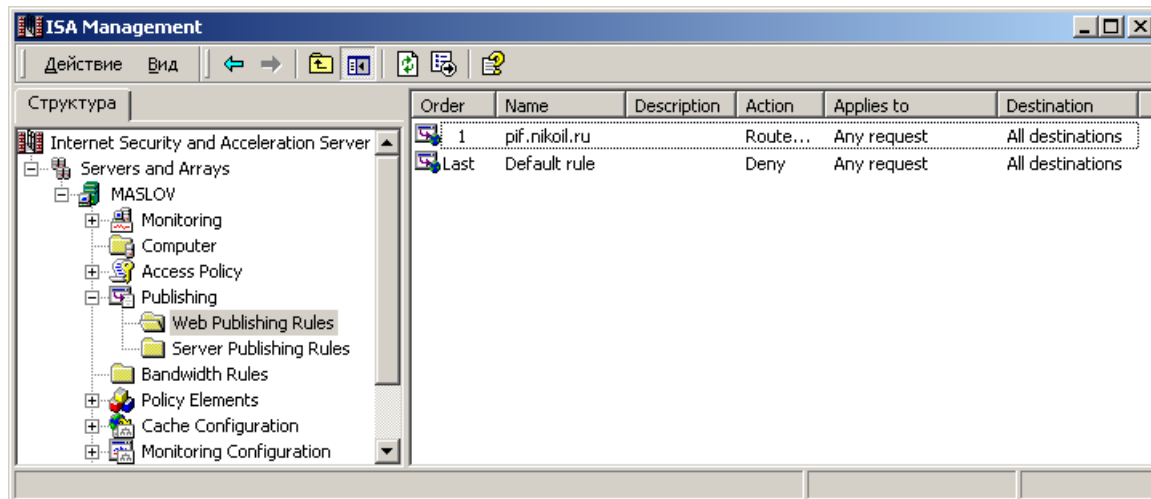 ISA Management
Действие Вид
Структура
Order Name Description Action Applies to Destination
Internet Security and Acceleration Server
Servers and Arrays
MASLOV
Monitoring
Computer
Access Policy
Publishing
Web Publishing Rules
Server Publishing Rules
Bandwidth Rules
Policy Elements
Cache Configuration
Monitoring Configuration
1 pif.nikoil.ru Route... Any request All destinations
Last Default rule Deny Any request All destinations